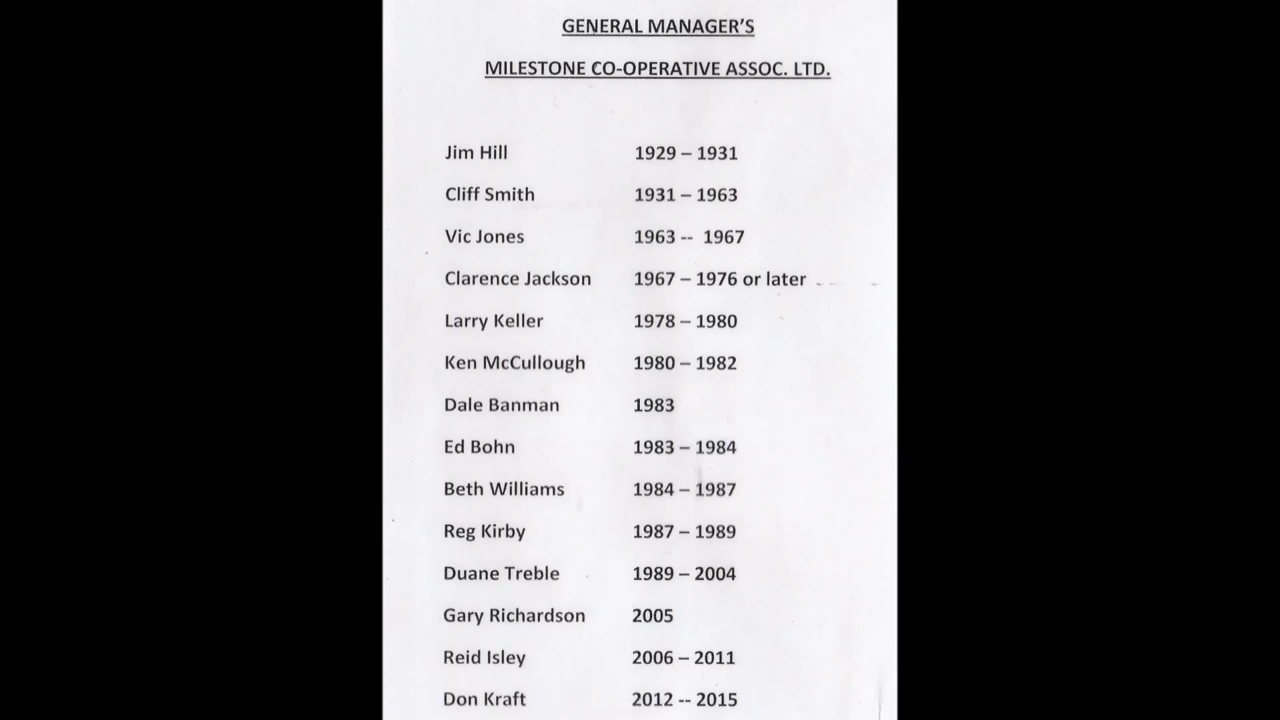 GENERAL MANAGER'S
MILESTONE CO-OPERATIVE ASSOC. LTD.
Jim Hill 1929 – 1931
Cliff Smith 1931 – 1963
Vic Jones 1963 -- 1967
Clarence Jackson 1967 – 1976 or later
Larry Keller 1978 – 1980
Ken McCullough 1980 – 1982
Dale Banman 1983
Ed Bohn 1983 – 1984
Beth Williams 1984 – 1987
Reg Kirby 1987 – 1989
Duane Treble 1989 – 2004
Gary Richardson 2005
Reid Isley 2006 – 2011
Don Kraft 2012 -- 2015